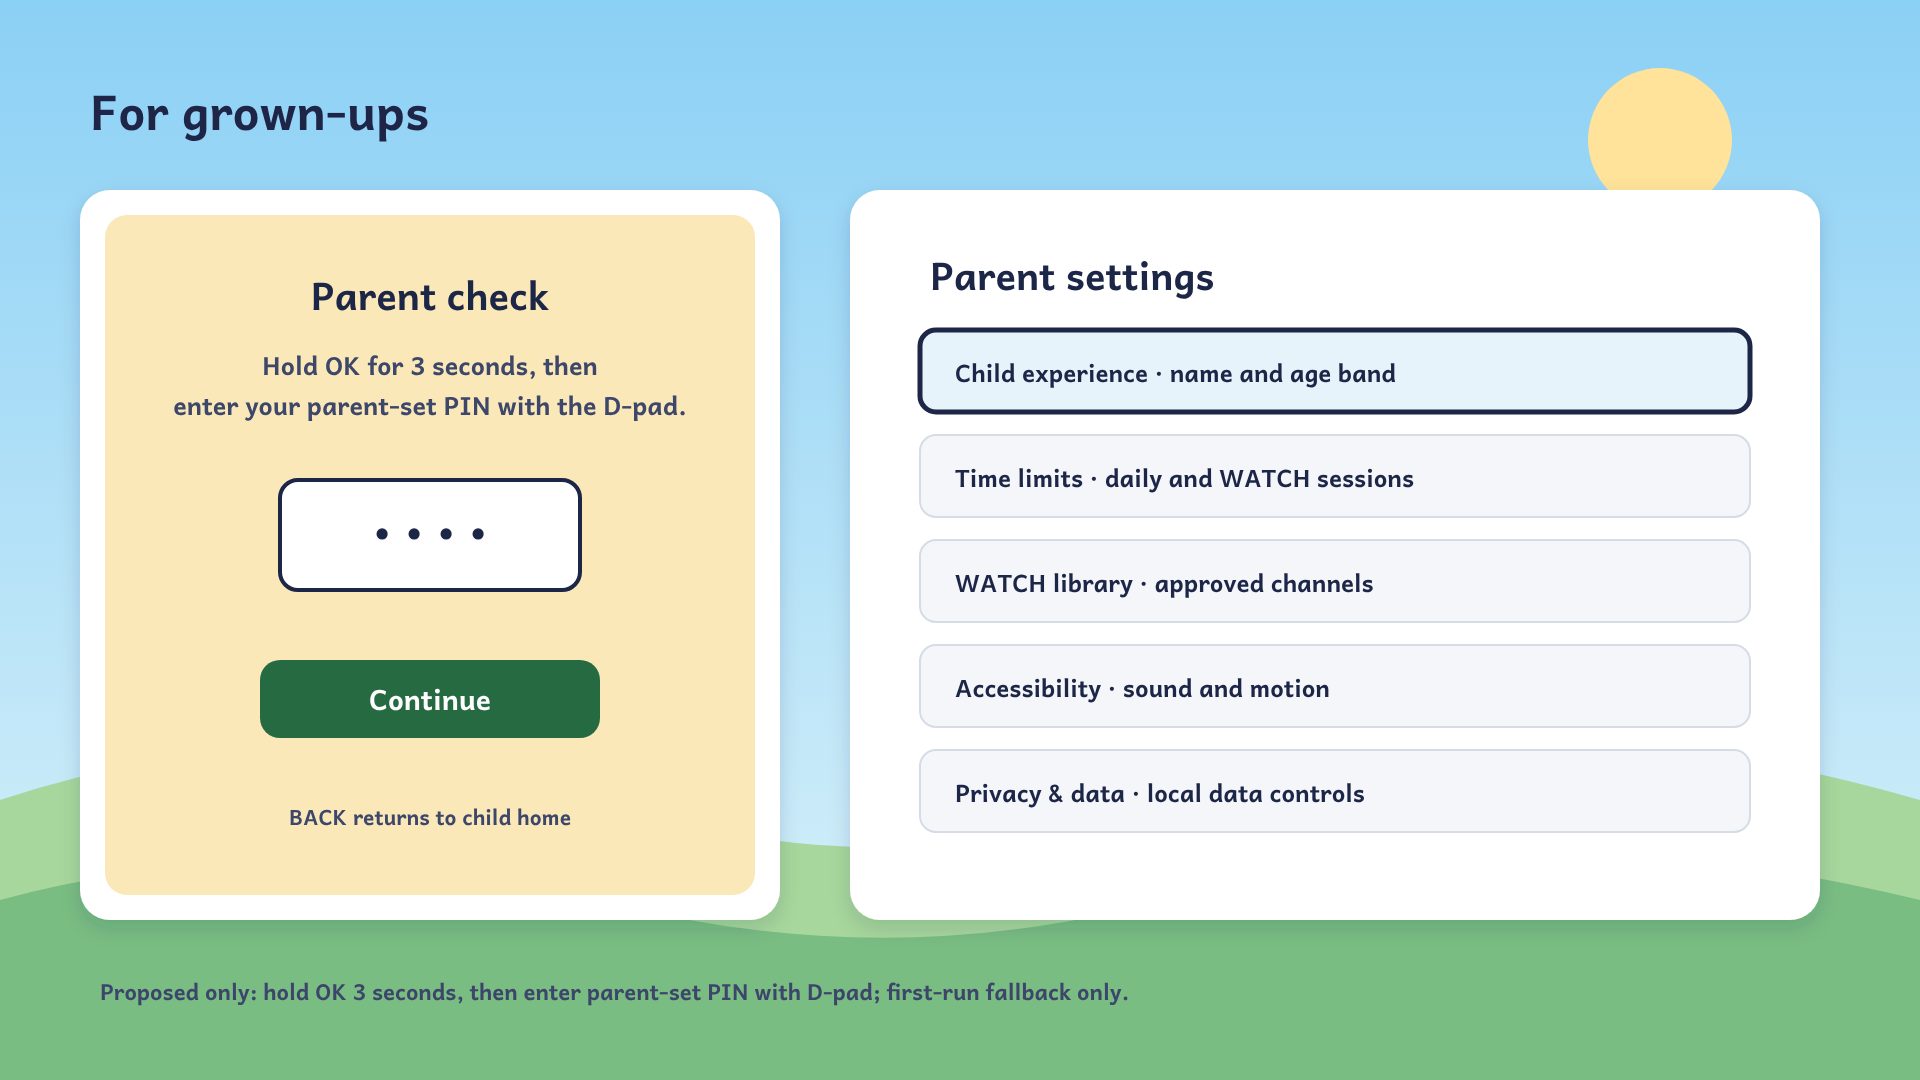 For grown-ups
Parent check
Hold OK for 3 seconds, then
enter your parent-set PIN with the D-pad.
• • • •
Continue
BACK returns to child home
Parent settings
Child experience · name and age band
Time limits · daily and WATCH sessions
WATCH library · approved channels
Accessibility · sound and motion
Privacy & data · local data controls
Proposed only: hold OK 3 seconds, then enter parent-set PIN with D-pad; first-run fallback only.